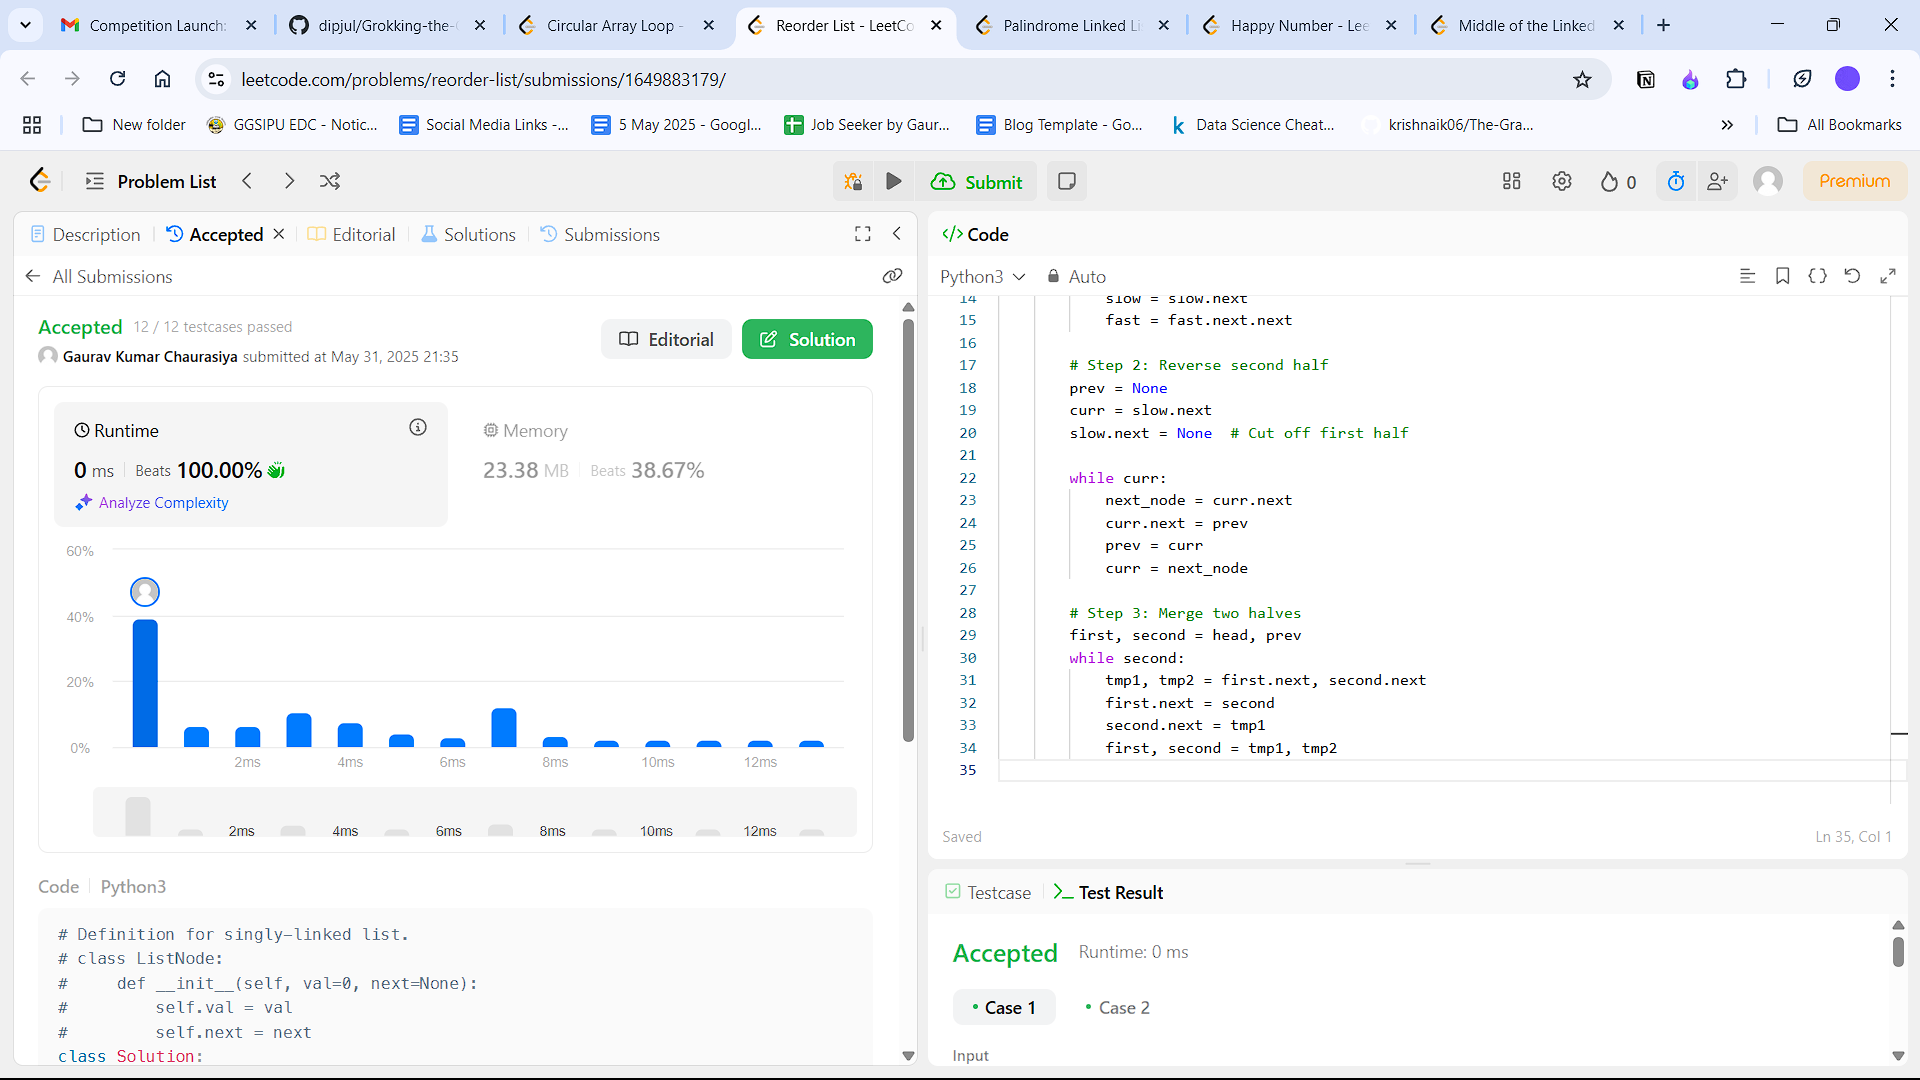 Competition Launch:
dipjul/Grokking-the-
Circular Array Loop -
Reorder List - LeetCo
Palindrome Linked Li
Happy Number - Lee
Middle of the Linked
leetcode.com/problems/reorder-list/submissions/1649883179/
New folder
GGSIPU EDC - Notic...
Social Media Links -...
5 May 2025 - Googl...
Job Seeker by Gaur...
Blog Template - Go...
Data Science Cheat...
krishnaik06/The-Gra...
All Bookmarks
Problem List
Submit
0
Premium
Description
Accepted
Editorial
Solutions
Submissions
All Submissions
Accepted 12 / 12 testcases passed
Gaurav Kumar Chaurasiya submitted at May 31, 2025 21:35
Editorial
Solution
Runtime
0 ms Beats 100.00%
Analyze Complexity
Memory
23.38 MB Beats 38.67%
60%
40%
20%
0%
2ms 4ms 6ms 8ms 10ms 12ms
2ms 4ms 6ms 8ms 10ms 12ms
Code Python3
# Definition for singly-linked list.
# class ListNode:
#     def __init__(self, val=0, next=None):
#         self.val = val
#         self.next = next
class Solution:
</> Code
Python3 Auto
14 slow = slow.next
15 fast = fast.next.next
16
17 # Step 2: Reverse second half
18 prev = None
19 curr = slow.next
20 slow.next = None  # Cut off first half
21
22 while curr:
23 next_node = curr.next
24 curr.next = prev
25 prev = curr
26 curr = next_node
27
28 # Step 3: Merge two halves
29 first, second = head, prev
30 while second:
31 tmp1, tmp2 = first.next, second.next
32 first.next = second
33 second.next = tmp1
34 first, second = tmp1, tmp2
35
Saved
Ln 35, Col 1
Testcase
Test Result
Accepted Runtime: 0 ms
• Case 1
• Case 2
Input